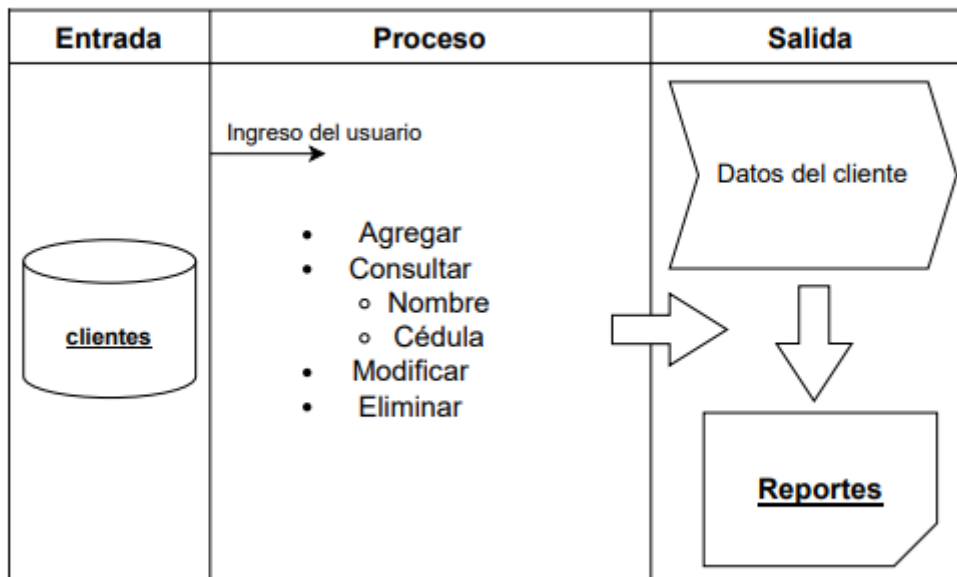 Entrada
Proceso
Salida
Ingreso del usuario
clientes
• Agregar
• Consultar
○ Nombre
○ Cédula
• Modificar
• Eliminar
Datos del cliente
Reportes